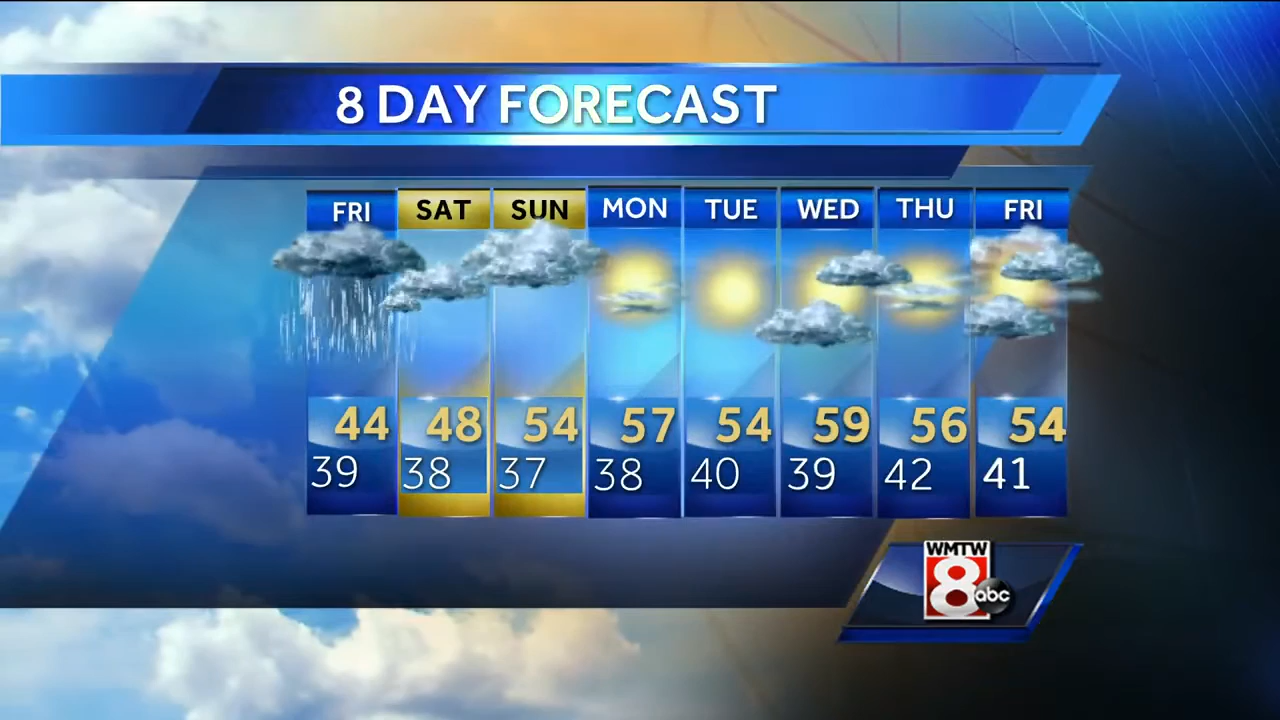 8 DAY FORECAST
FRI SAT SUN MON TUE WED THU FRI
44 48 54 57 54 59 56 54
39 38 37 38 40 39 42 41
WMTW
8
abc